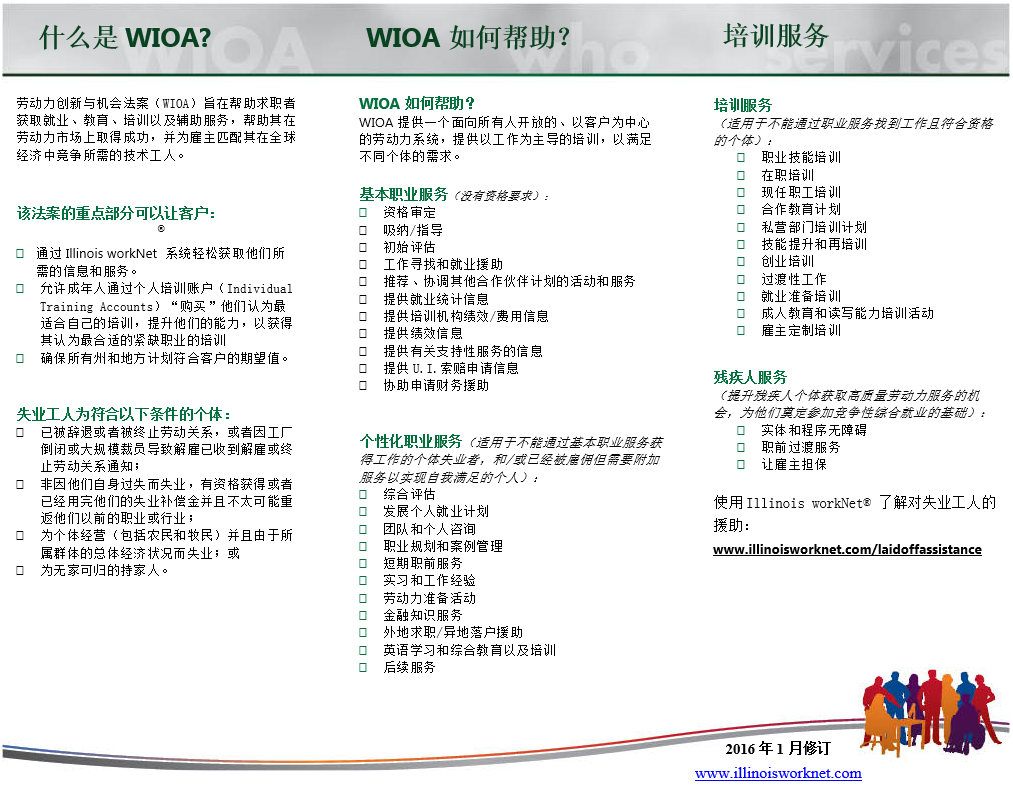 什么是 WIOA?
劳动力创新与机会法案（WIOA）旨在帮助求职者
获取就业、教育、培训以及辅助服务，帮助其在
劳动力市场上取得成功，并为雇主匹配其在全球
经济中竞争所需的技术工人。
该法案的重点部分可以让客户：
®
通过 Illinois workNet 系统轻松获取他们所
需的信息和服务。
允许成年人通过个人培训账户（Individual
Training Accounts）“购买”他们认为最
适合自己的培训，提升他们的能力，以获得
其认为最合适的紧缺职业的培训
确保所有州和地方计划符合客户的期望值。
失业工人为符合以下条件的个体：
已被辞退或者被终止劳动关系，或者因工厂
倒闭或大规模裁员导致解雇已收到解雇或终
止劳动关系通知；
非因他们自身过失而失业，有资格获得或者
已经用完他们的失业补偿金并且不太可能重
返他们以前的职业或行业；
为个体经营（包括农民和牧民）并且由于所
属群体的总体经济状况而失业；或
为无家可归的持家人。
WIOA 如何帮助？
WIOA 如何帮助？
WIOA 提供一个面向所有人开放的、以客户为中心
的劳动力系统，提供以工作为主导的培训，以满足
不同个体的需求。
基本职业服务（没有资格要求）：
资格审定
吸纳/指导
初始评估
工作寻找和就业援助
推荐、协调其他合作伙伴计划的活动和服务
提供就业统计信息
提供培训机构绩效/费用信息
提供绩效信息
提供有关支持性服务的信息
提供 U.I.索赔申请信息
协助申请财务援助
个性化职业服务（适用于不能通过基本职业服务获
得工作的个体失业者，和/或已经被雇佣但需要附加
服务以实现自我满足的个人）：
综合评估
发展个人就业计划
团队和个人咨询
职业规划和案例管理
短期职前服务
实习和工作经验
劳动力准备活动
金融知识服务
外地求职/异地落户援助
英语学习和综合教育以及培训
后续服务
培训服务
培训服务
（适用于不能通过职业服务找到工作且符合资格
的个体）：
职业技能培训
在职培训
现任职工培训
合作教育计划
私营部门培训计划
技能提升和再培训
创业培训
过渡性工作
就业准备培训
成人教育和读写能力培训活动
雇主定制培训
残疾人服务
（提升残疾人个体获取高质量劳动力服务的机
会，为他们奠定参加竞争性综合就业的基础）：
实体和程序无障碍
职前过渡服务
让雇主担保
使用 Illinois workNet® 了解对失业工人的
援助：
www.illinoisworknet.com/laidoffassistance
2016 年 1 月修订
www.illinoisworknet.com
WIOA
who
services